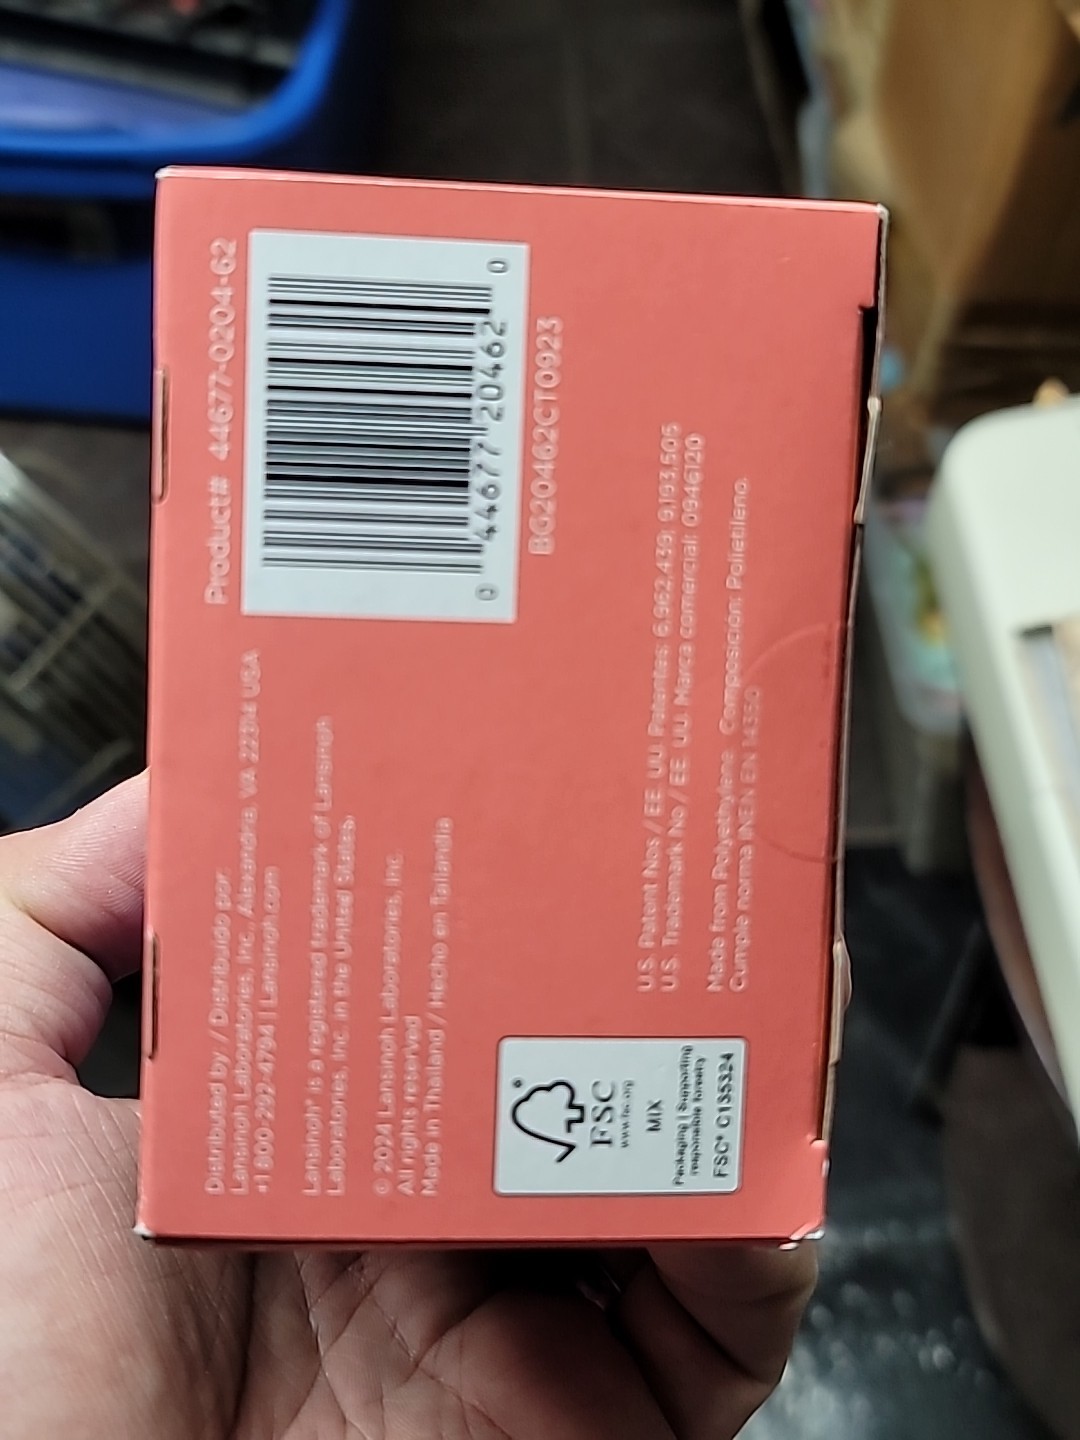 Distributed by / Distribuido por
Lansinoh Laboratories, Inc., Alexandria, VA 22314 USA
+1 800-292-4794 | Lansinoh.com
Lansinoh® is a registered trademark of Lansinoh
Laboratories, Inc. in the United States.
© 2024 Lansinoh Laboratories, Inc.
All rights reserved
Made in Thailand / Hecho en Tailandia
Product# 44677-0204-62
0 44677 20462 0
BG20462CT0923
U.S. Patent Nos / EE. UU. Patentes: 6,962,439; 9,193,505
U.S. Trademark No / EE. UU. Marca comercial: 0946120
Made from Polyethylene. Composición: Polietileno.
Cumple norma INEN EN 14350
FSC
www.fsc.org
MIX
Packaging | Supporting
responsible forestry
FSC® C135324